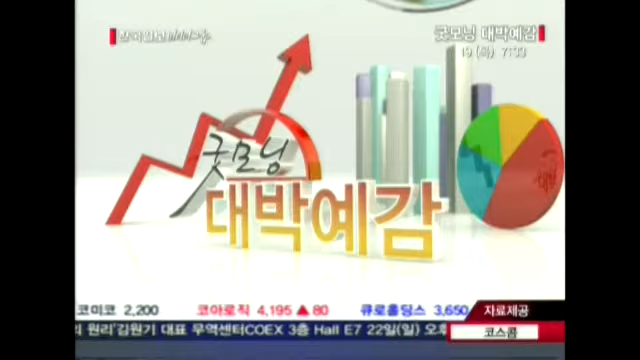 굿모닝 대박예감
19 (목) 7:33
굿모닝
대박예감
코미코 2,200 코아로직 4,195 ▲ 80 큐로홀딩스 3,650
자료제공
의 원리'김원기 대표 무역센터COEX 3층 Hall E7 22일(일) 오후
코스콤